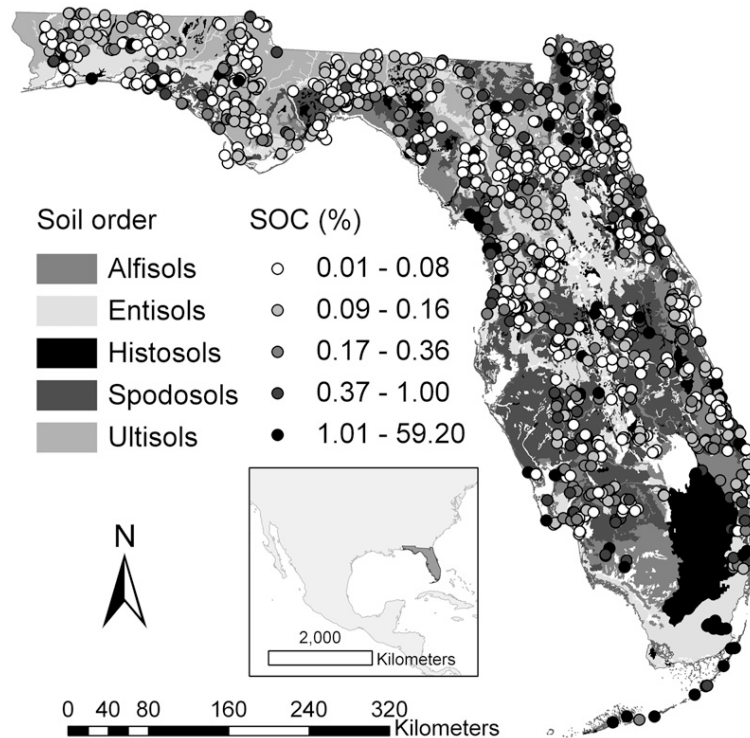 Soil order
Alfisols
Entisols
Histosols
Spodosols
Ultisols
SOC (%)
0.01 - 0.08
0.09 - 0.16
0.17 - 0.36
0.37 - 1.00
1.01 - 59.20
N
2,000
Kilometers
0 40 80 160 240 320
Kilometers